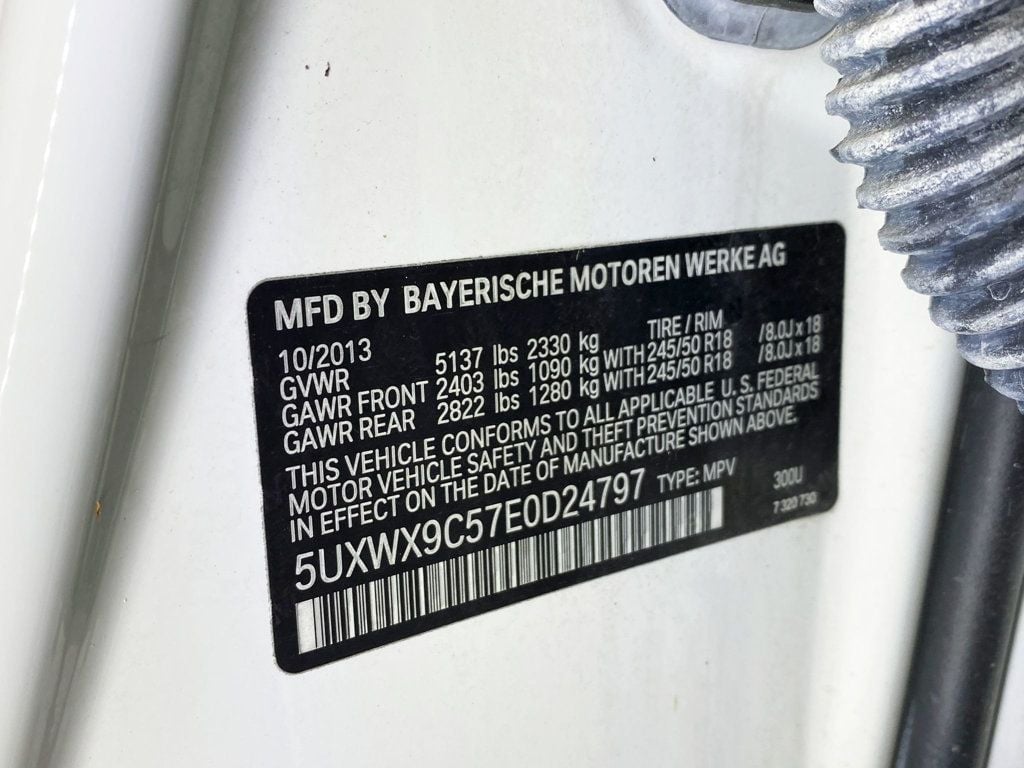 MFD BY BAYERISCHE MOTOREN WERKE AG
10/2013 TIRE / RIM
GVWR 5137 lbs 2330 kg
GAWR FRONT 2403 lbs 1090 kg WITH 245/50 R18 /8.0J x 18
GAWR REAR 2822 lbs 1280 kg WITH 245/50 R18 /8.0J x 18
THIS VEHICLE CONFORMS TO ALL APPLICABLE U.S. FEDERAL
MOTOR VEHICLE SAFETY AND THEFT PREVENTION STANDARDS
IN EFFECT ON THE DATE OF MANUFACTURE SHOWN ABOVE.
5UXWX9C57E0D24797 TYPE: MPV 300U
7 320 730